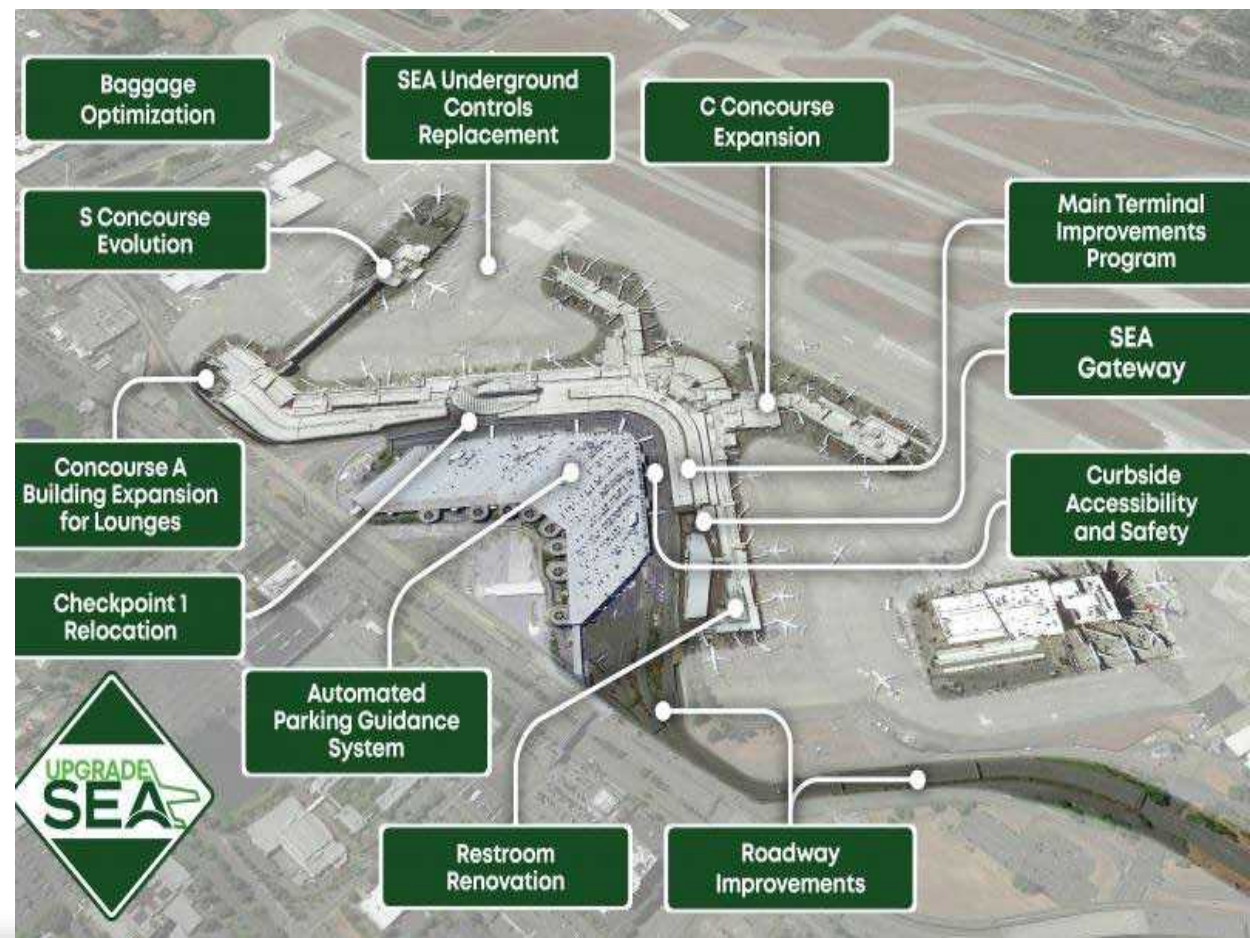 Baggage
Optimization
SEA Underground
Controls
Replacement
C Concourse
Expansion
S Concourse
Evolution
Main Terminal
Improvements
Program
SEA
Gateway
Concourse A
Building Expansion
for Lounges
Curbside
Accessibility
and Safety
Checkpoint 1
Relocation
Automated
Parking Guidance
System
UPGRADE
SEA
Restroom
Renovation
Roadway
Improvements